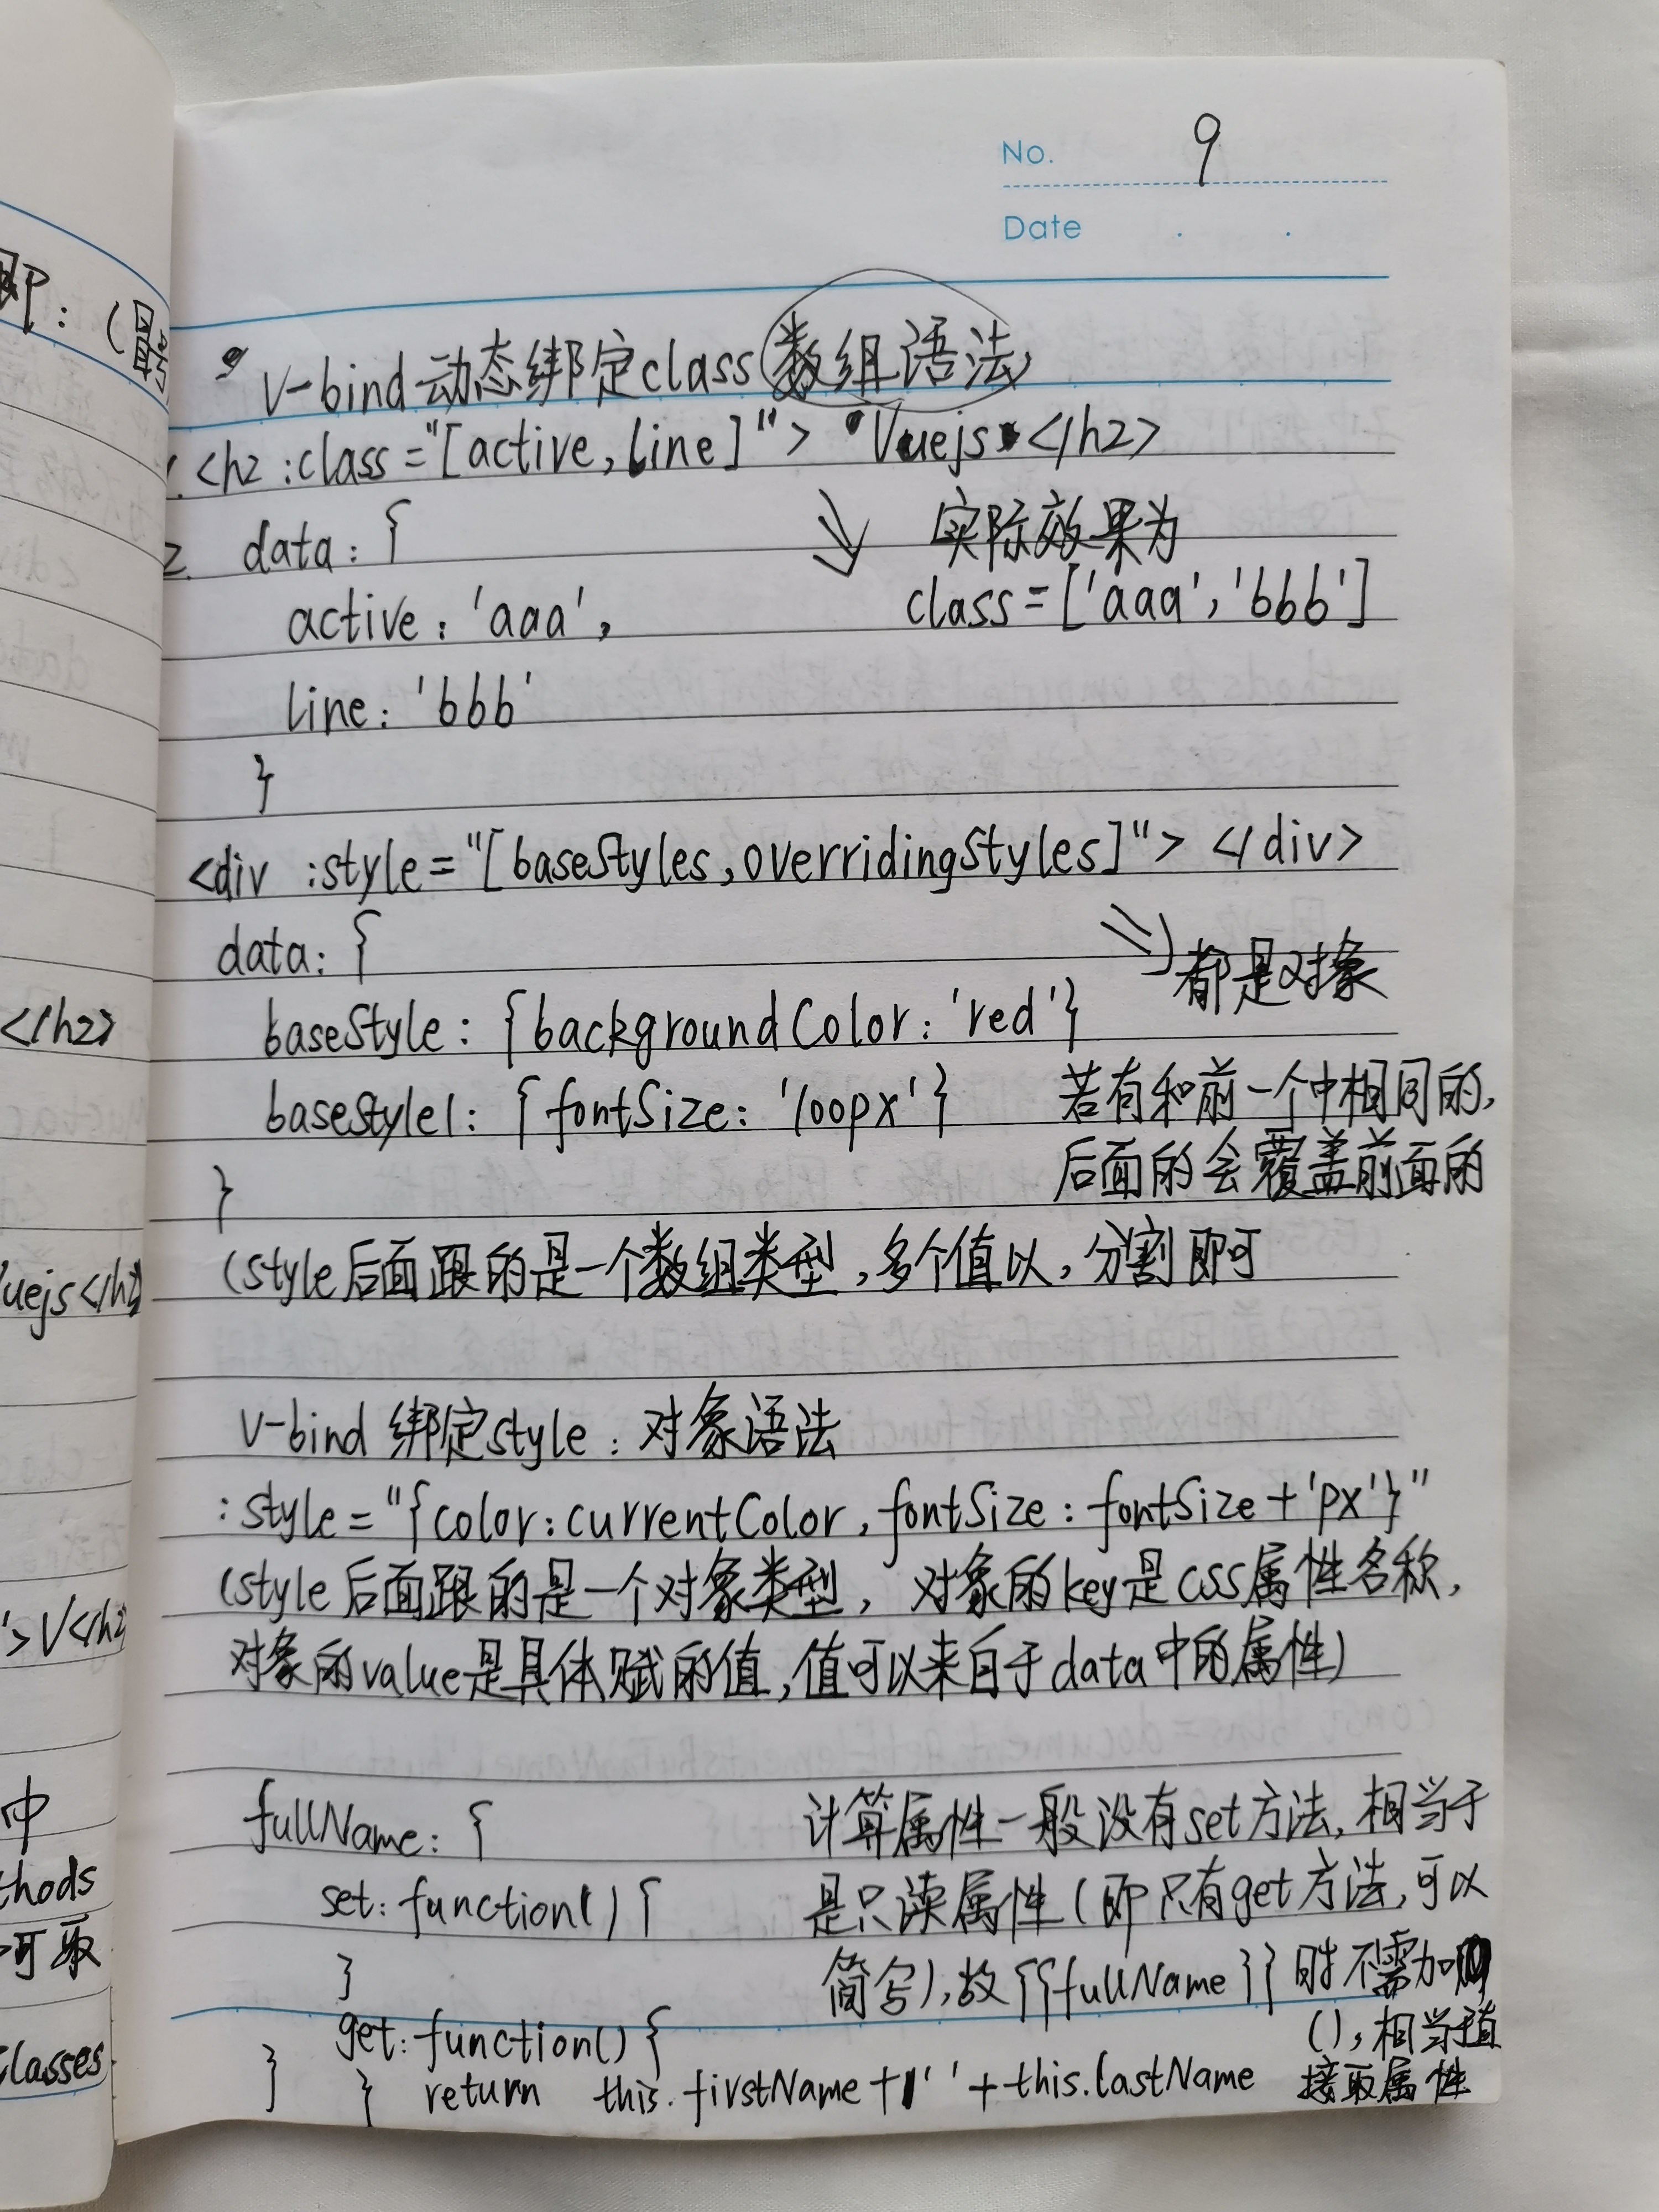 No. 9
Date . .
即：(
</h2>
uejs</h2>
'>V</h2>
中
thods
可取
classes
v-bind动态绑定class数组语法
1. <h2 :class="[active,line]"> Vuejs </h2>
2. data: {
实际效果为
active: 'aaa',
class=['aaa','bbb']
line: 'bbb'
}
<div :style="[baseStyles,overridingStyles]"> </div>
data: {
都是对象
baseStyle: {backgroundColor: 'red'}
baseStyle1: {fontSize: '100px'}
若有和前一个中相同的,
后面的会覆盖前面的
}
(style后面跟的是一个数组类型,多个值以,分割即可
v-bind 绑定style: 对象语法
:style="{color:currentColor,fontSize:fontSize+'px'}"
(style后面跟的是一个对象类型, 对象的key是css属性名称,
对象的value是具体赋的值,值可以来自于data中的属性)
fullName: {
计算属性一般没有set方法,相当于
set: function() {
是只读属性(即只有get方法,可以
}
简写),故{{fullName}}时不需加
get: function() {
(),相当于直
} } return this.firstName+' '+this.lastName
接取属性